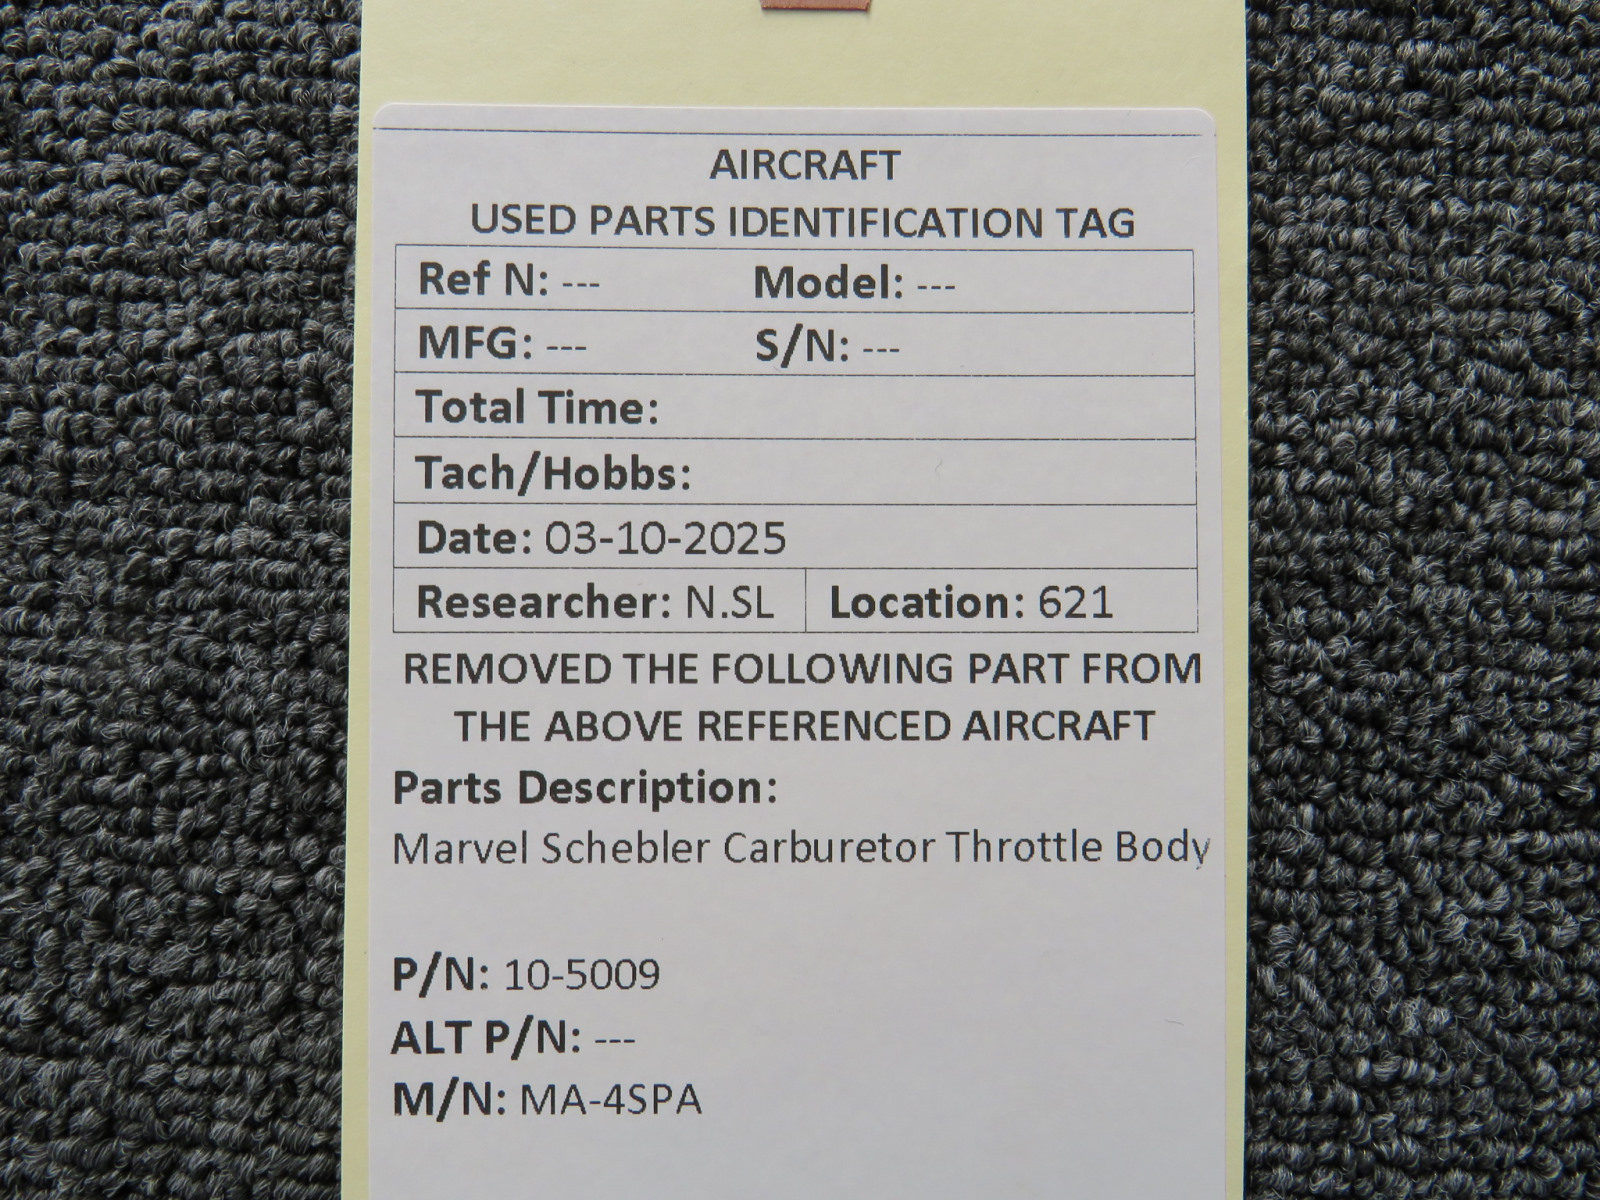 AIRCRAFT
USED PARTS IDENTIFICATION TAG
Ref N: --- Model: ---
MFG: --- S/N: ---
Total Time:
Tach/Hobbs:
Date: 03-10-2025
Researcher: N.SL Location: 621
REMOVED THE FOLLOWING PART FROM
THE ABOVE REFERENCED AIRCRAFT
Parts Description:
Marvel Schebler Carburetor Throttle Body
P/N: 10-5009
ALT P/N: ---
M/N: MA-4SPA